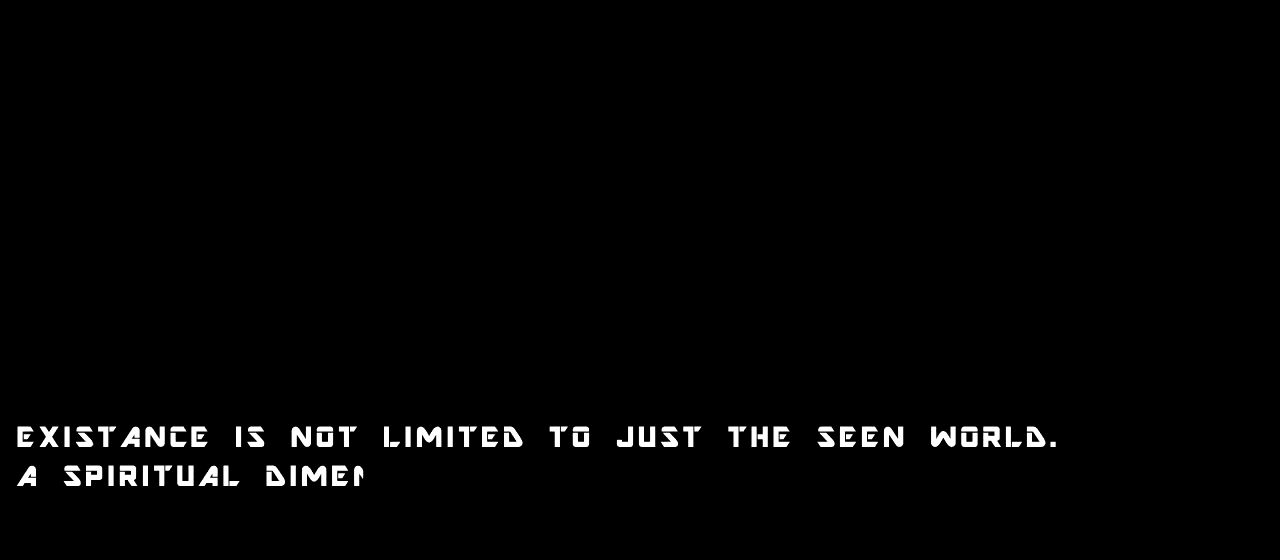 EXISTANCE IS NOT LIMITED TO JUST THE SEEN WORLD.
A SPIRITUAL